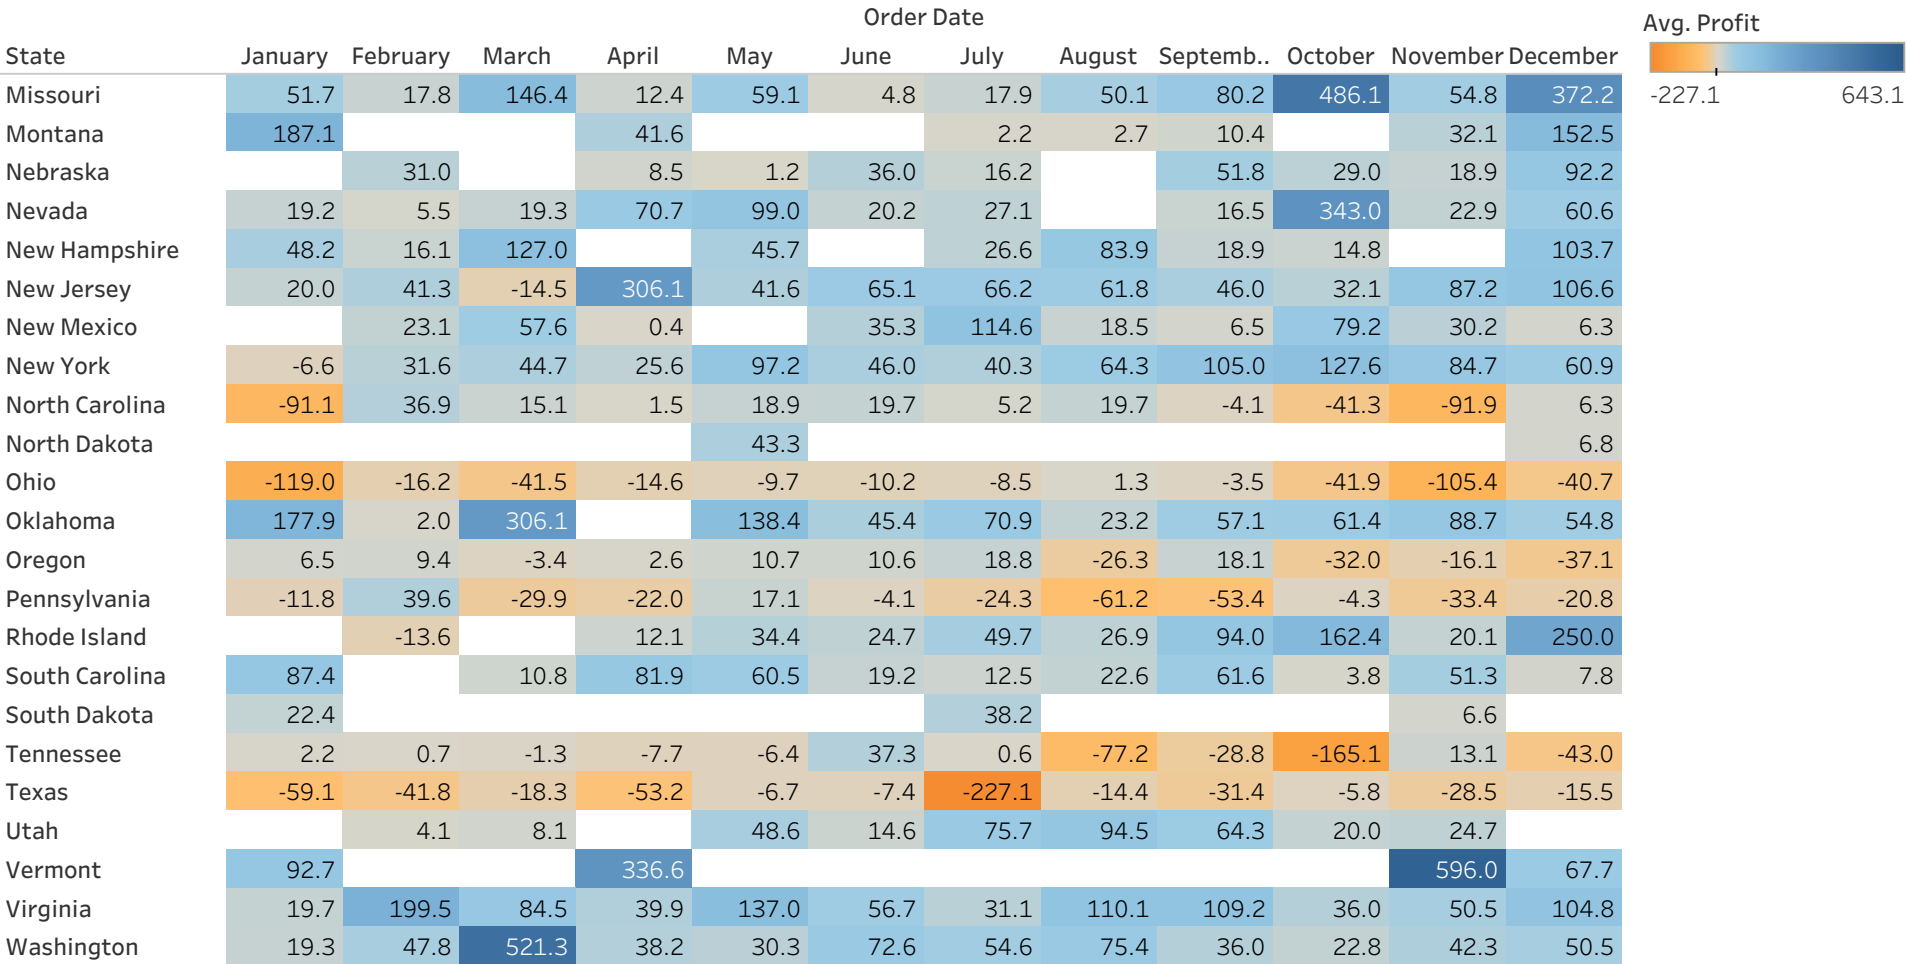 Order Date
Avg. Profit
State January February March April May June July August Septemb.. October November December
-227.1 643.1
Missouri 51.7 17.8 146.4 12.4 59.1 4.8 17.9 50.1 80.2 486.1 54.8 372.2
Montana 187.1 41.6 2.2 2.7 10.4 32.1 152.5
Nebraska 31.0 8.5 1.2 36.0 16.2 51.8 29.0 18.9 92.2
Nevada 19.2 5.5 19.3 70.7 99.0 20.2 27.1 16.5 343.0 22.9 60.6
New Hampshire 48.2 16.1 127.0 45.7 26.6 83.9 18.9 14.8 103.7
New Jersey 20.0 41.3 -14.5 306.1 41.6 65.1 66.2 61.8 46.0 32.1 87.2 106.6
New Mexico 23.1 57.6 0.4 35.3 114.6 18.5 6.5 79.2 30.2 6.3
New York -6.6 31.6 44.7 25.6 97.2 46.0 40.3 64.3 105.0 127.6 84.7 60.9
North Carolina -91.1 36.9 15.1 1.5 18.9 19.7 5.2 19.7 -4.1 -41.3 -91.9 6.3
North Dakota 43.3 6.8
Ohio -119.0 -16.2 -41.5 -14.6 -9.7 -10.2 -8.5 1.3 -3.5 -41.9 -105.4 -40.7
Oklahoma 177.9 2.0 306.1 138.4 45.4 70.9 23.2 57.1 61.4 88.7 54.8
Oregon 6.5 9.4 -3.4 2.6 10.7 10.6 18.8 -26.3 18.1 -32.0 -16.1 -37.1
Pennsylvania -11.8 39.6 -29.9 -22.0 17.1 -4.1 -24.3 -61.2 -53.4 -4.3 -33.4 -20.8
Rhode Island -13.6 12.1 34.4 24.7 49.7 26.9 94.0 162.4 20.1 250.0
South Carolina 87.4 10.8 81.9 60.5 19.2 12.5 22.6 61.6 3.8 51.3 7.8
South Dakota 22.4 38.2 6.6
Tennessee 2.2 0.7 -1.3 -7.7 -6.4 37.3 0.6 -77.2 -28.8 -165.1 13.1 -43.0
Texas -59.1 -41.8 -18.3 -53.2 -6.7 -7.4 -227.1 -14.4 -31.4 -5.8 -28.5 -15.5
Utah 4.1 8.1 48.6 14.6 75.7 94.5 64.3 20.0 24.7
Vermont 92.7 336.6 596.0 67.7
Virginia 19.7 199.5 84.5 39.9 137.0 56.7 31.1 110.1 109.2 36.0 50.5 104.8
Washington 19.3 47.8 521.3 38.2 30.3 72.6 54.6 75.4 36.0 22.8 42.3 50.5